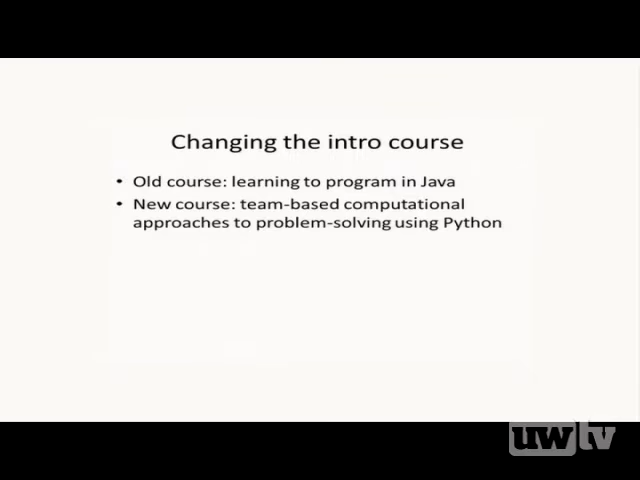 Changing the intro course
• Old course: learning to program in Java
• New course: team-based computational
approaches to problem-solving using Python
uwtv